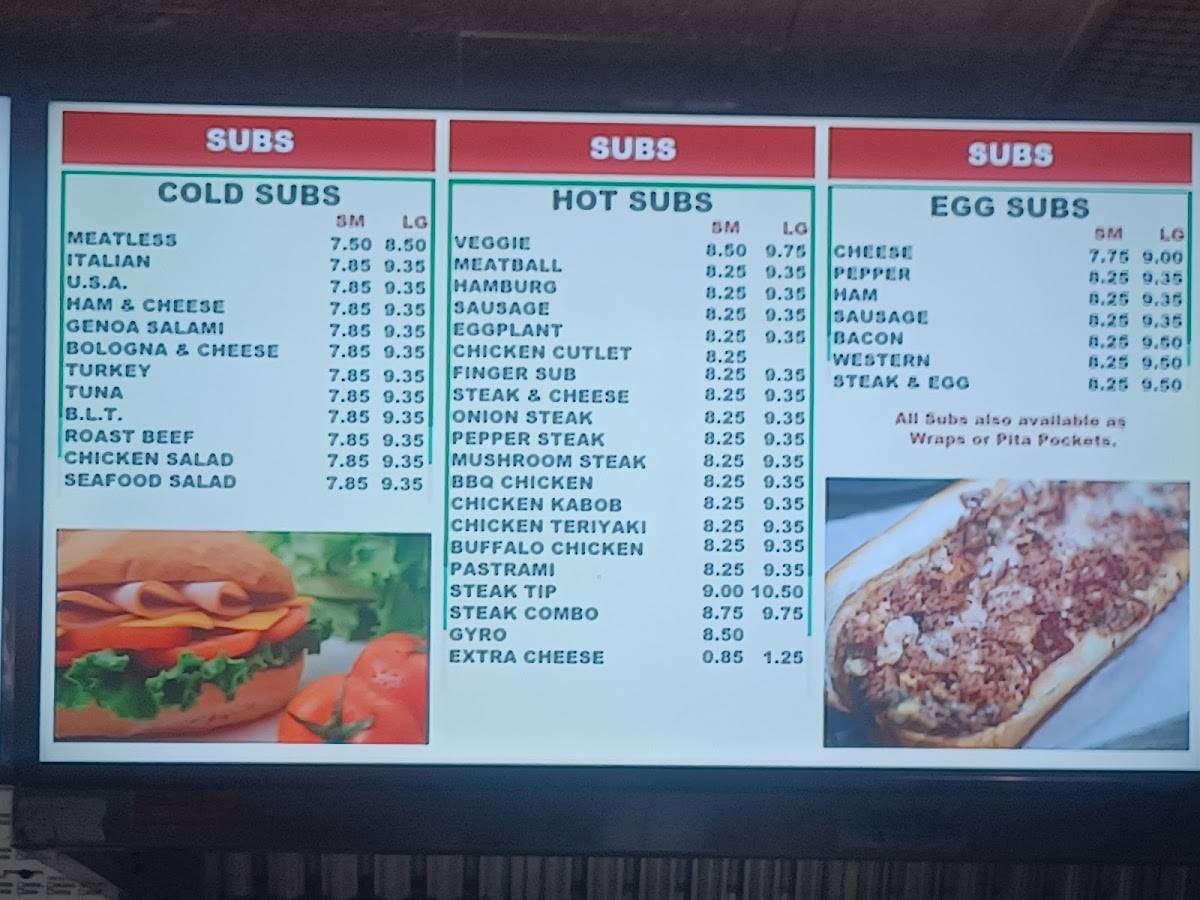 SUBS
COLD SUBS
SM LG
MEATLESS 7.50 8.50
ITALIAN 7.85 9.35
U.S.A. 7.85 9.35
HAM & CHEESE 7.85 9.35
GENOA SALAMI 7.85 9.35
BOLOGNA & CHEESE 7.85 9.35
TURKEY 7.85 9.35
TUNA 7.85 9.35
B.L.T. 7.85 9.35
ROAST BEEF 7.85 9.35
CHICKEN SALAD 7.85 9.35
SEAFOOD SALAD 7.85 9.35
SUBS
HOT SUBS
SM LG
VEGGIE 8.50 9.75
MEATBALL 8.25 9.35
HAMBURG 8.25 9.35
SAUSAGE 8.25 9.35
EGGPLANT 8.25 9.35
CHICKEN CUTLET 8.25
FINGER SUB 8.25 9.35
STEAK & CHEESE 8.25 9.35
ONION STEAK 8.25 9.35
PEPPER STEAK 8.25 9.35
MUSHROOM STEAK 8.25 9.35
BBQ CHICKEN 8.25 9.35
CHICKEN KABOB 8.25 9.35
CHICKEN TERIYAKI 8.25 9.35
BUFFALO CHICKEN 8.25 9.35
PASTRAMI 8.25 9.35
STEAK TIP 9.00 10.50
STEAK COMBO 8.75 9.75
GYRO 8.50
EXTRA CHEESE 0.85 1.25
SUBS
EGG SUBS
SM LG
CHEESE 7.75 9.00
PEPPER 8.25 9.35
HAM 8.25 9.35
SAUSAGE 8.25 9.35
BACON 8.25 9.50
WESTERN 8.25 9.50
STEAK & EGG 8.25 9.50
All Subs also available as
Wraps or Pita Pockets.